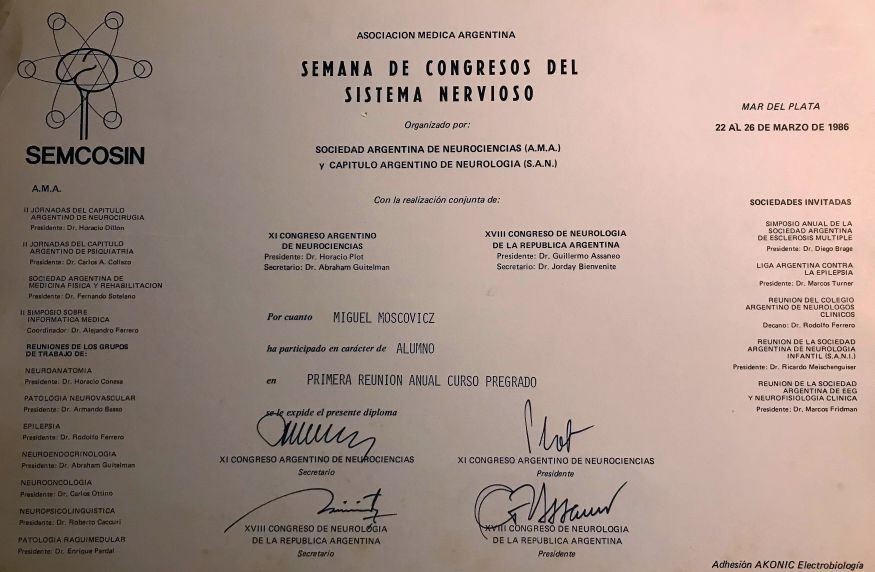 ASOCIACION MEDICA ARGENTINA
SEMANA DE CONGRESOS DEL
SISTEMA NERVIOSO
Organizado por:
SOCIEDAD ARGENTINA DE NEUROCIENCIAS (A.M.A.)
y CAPITULO ARGENTINO DE NEUROLOGIA (S.A.N.)
MAR DEL PLATA
22 AL 26 DE MARZO DE 1986
SEMCOSIN
A.M.A.
II JORNADAS DEL CAPITULO
ARGENTINO DE NEUROCIRUGIA
Presidente: Dr. Horacio Dillon
II JORNADAS DEL CAPITULO
ARGENTINO DE PSIQUIATRIA
Presidente: Dr. Carlos A. Collazo
SOCIEDAD ARGENTINA DE
MEDICINA FISICA Y REHABILITACION
Presidente: Dr. Fernando Sotelano
II SIMPOSIO SOBRE
INFORMATICA MEDICA
Coordinador: Dr. Alejandro Ferrero
REUNIONES DE LOS GRUPOS
DE TRABAJO DE:
NEUROANATOMIA
Presidente: Dr. Horacio Conesa
PATOLOGIA NEUROVASCULAR
Presidente: Dr. Armando Basso
EPILEPSIA
Presidente: Dr. Rodolfo Ferrero
NEUROENDOCRINOLOGIA
Presidente: Dr. Abraham Guitelman
NEUROONCOLOGIA
Presidente: Dr. Carlos Ottino
NEUROPSICOLINGUISTICA
Presidente: Dr. Roberto Caccuri
PATOLOGIA RAQUIMEDULAR
Presidente: Dr. Enrique Pardal
Con la realización conjunta de:
XI CONGRESO ARGENTINO
DE NEUROCIENCIAS
Presidente: Dr. Horacio Plot
Secretario: Dr. Abraham Guitelman
XVIII CONGRESO DE NEUROLOGIA
DE LA REPUBLICA ARGENTINA
Presidente: Dr. Guillermo Assaneo
Secretario: Dr. Jorday Bienvenite
Por cuanto MIGUEL MOSCOVICZ
ha participado en carácter de ALUMNO
en PRIMERA REUNION ANUAL CURSO PREGRADO
se le expide el presente diploma
XI CONGRESO ARGENTINO DE NEUROCIENCIAS
Secretario
Plot
XI CONGRESO ARGENTINO DE NEUROCIENCIAS
Presidente
XVIII CONGRESO DE NEUROLOGIA
DE LA REPUBLICA ARGENTINA
Secretario
XVIII CONGRESO DE NEUROLOGIA
DE LA REPUBLICA ARGENTINA
Presidente
SOCIEDADES INVITADAS
SIMPOSIO ANUAL DE LA
SOCIEDAD ARGENTINA
DE ESCLEROSIS MULTIPLE
Presidente: Dr. Diego Brage
LIGA ARGENTINA CONTRA
LA EPILEPSIA
Presidente: Dr. Marcos Turner
REUNION DEL COLEGIO
ARGENTINO DE NEUROLOGOS
CLINICOS
Decano: Dr. Rodolfo Ferrero
REUNION DE LA SOCIEDAD
ARGENTINA DE NEUROLOGIA
INFANTIL (S.A.N.I.)
Presidente: Dr. Ricardo Meischenguiser
REUNION DE LA SOCIEDAD
ARGENTINA DE EEG
Y NEUROFISIOLOGIA CLINICA
Presidente: Dr. Marcos Fridman
Adhesión AKONIC Electrobiología